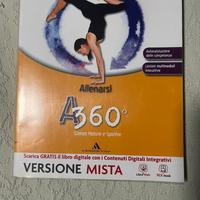 Autovalutazione
delle competenze
Lezioni multimediali
interattive
Allenarsi
A 360°
Scienze Motorie e Sportive
Scarica GRATIS il libro digitale con i Contenuti Digitali Integrativi
VERSIONE MISTA